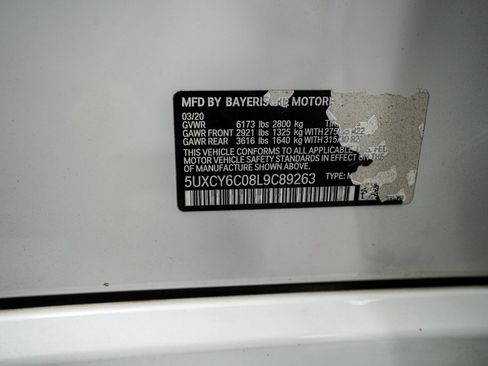 MFD BY BAYERISCHE MOTOR
03/20
GVWR 6173 lbs 2800 kg
GAWR FRONT 2921 lbs 1325 kg WITH
GAWR REAR 3616 lbs 1640 kg WITH
THIS VEHICLE CONFORMS TO ALL APPLICABLE
MOTOR VEHICLE SAFETY STAN
IN EFFECT ON THE
OF MANUFACTURE SHOWN ABOVE.
5UXCY6C08L9C89263 TYPE: